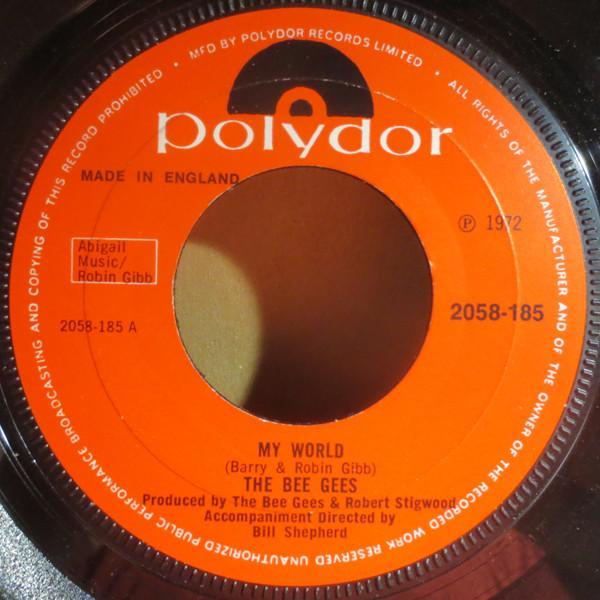 UNAUTHORIZED PUBLIC PERFORMANCE BROADCASTING AND COPYING OF THIS RECORD PROHIBITED • MFD BY POLYDOR RECORDS LIMITED • ALL RIGHTS OF THE MANUFACTURER AND OF THE OWNER OF THE RECORDED WORK RESERVED
polydor
MADE IN ENGLAND
℗ 1972
Abigail
Music/
Robin Gibb
2058-185
2058-185 A
MY WORLD
(Barry & Robin Gibb)
THE BEE GEES
Produced by The Bee Gees & Robert Stigwood
Accompaniment Directed by
Bill Shepherd